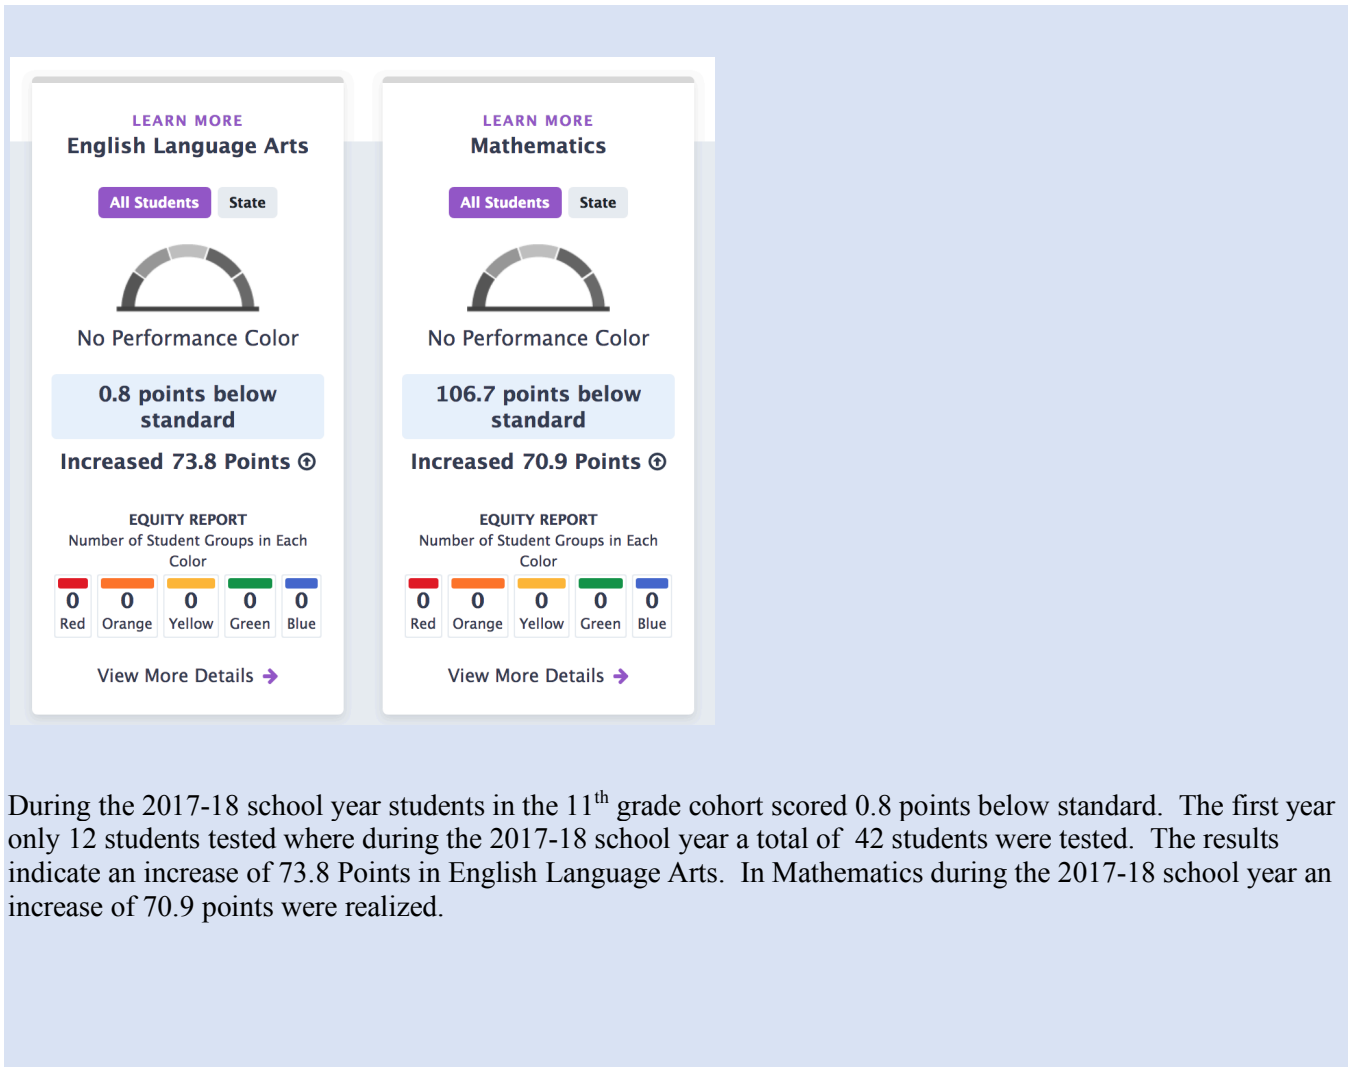 LEARN MORE
English Language Arts
All Students State
No Performance Color
0.8 points below
standard
Increased 73.8 Points
EQUITY REPORT
Number of Student Groups in Each
Color
0 0 0 0 0
Red Orange Yellow Green Blue
View More Details
LEARN MORE
Mathematics
All Students State
No Performance Color
106.7 points below
standard
Increased 70.9 Points
EQUITY REPORT
Number of Student Groups in Each
Color
0 0 0 0 0
Red Orange Yellow Green Blue
View More Details
During the 2017-18 school year students in the 11th grade cohort scored 0.8 points below standard.  The first year
only 12 students tested where during the 2017-18 school year a total of  42 students were tested.  The results
indicate an increase of 73.8 Points in English Language Arts.  In Mathematics during the 2017-18 school year an
increase of 70.9 points were realized.